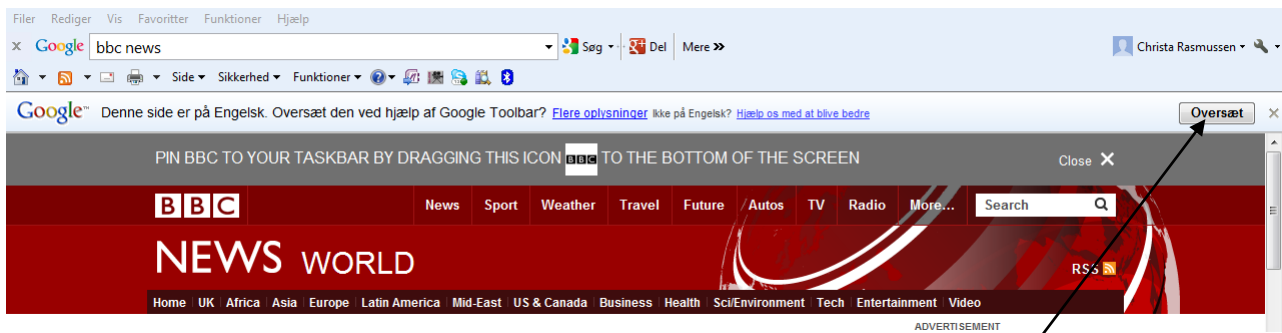 Filer Rediger Vis Favoritter Funktioner Hjælp
x Google bbc news Søg Del Mere » Christa Rasmussen
Side Sikkerhed Funktioner
Google™ Denne side er på Engelsk. Oversæt den ved hjælp af Google Toolbar? Flere oplysninger Ikke på Engelsk? Hjælp os med at blive bedre Oversæt ×
PIN BBC TO YOUR TASKBAR BY DRAGGING THIS ICON BBC TO THE BOTTOM OF THE SCREEN Close X
BBC News Sport Weather Travel Future Autos TV Radio More... Search
NEWS WORLD
RSS
Home UK Africa Asia Europe Latin America Mid-East US & Canada Business Health Sci/Environment Tech Entertainment Video
ADVERTISEMENT